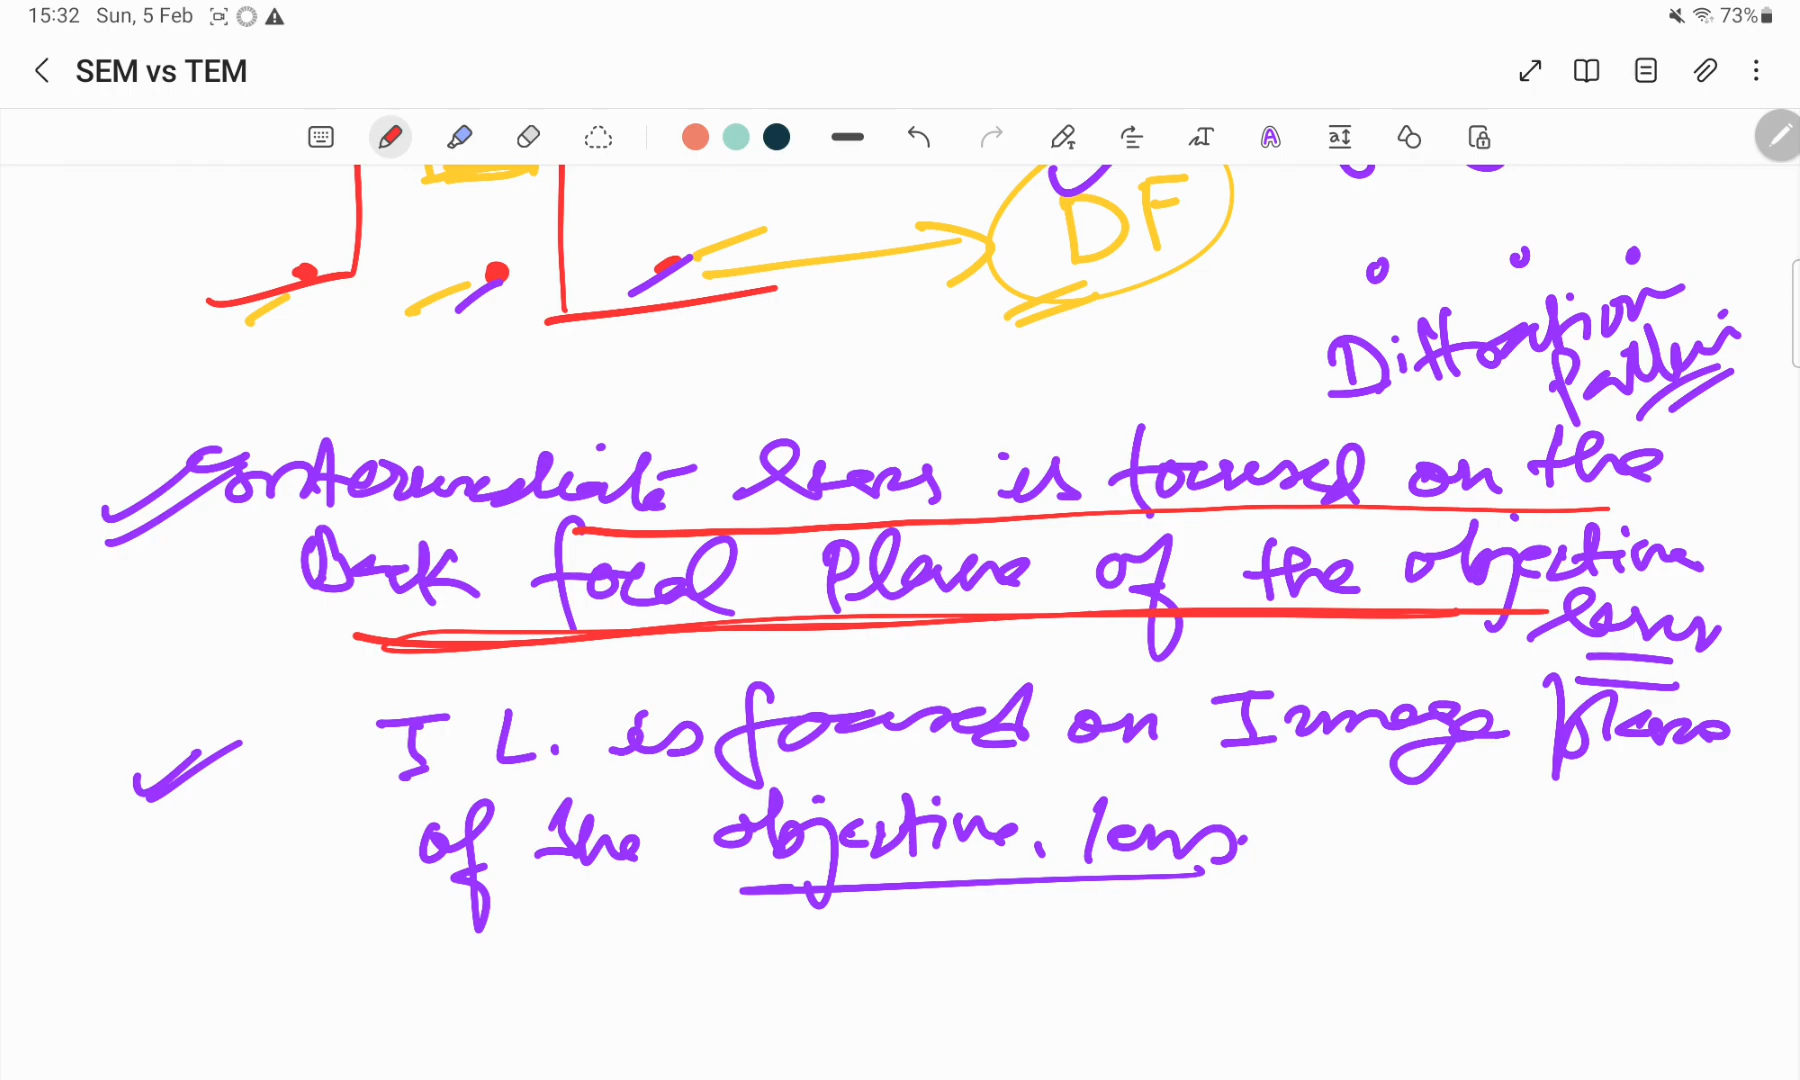 15:32 Sun, 5 Feb 73%
SEM vs TEM
DF
Diffraction
Pattern
Intermediate lens is focused on the
Back focal Plane of the objective
lens
I L. is focused on Image plane
of the objective. lens.